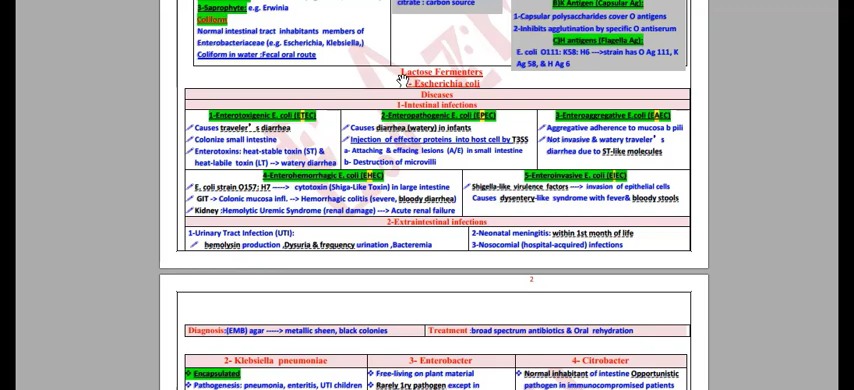 citrate : carbon source
3-Saprophyte: e.g. Erwinia
Coliform:
Normal intestinal tract inhabitants members of
Enterobacteriaceae (e.g. Escherichia, Klebsiella,)
Coliform in water :Fecal oral route
B)K Antigen (Capsular Ag):
1-Capsular polysaccharides cover O antigens
2-Inhibits agglutination by specific O antiserum
C)H antigens (Flagella Ag):
E. coli O111: K58: H6 --->strain has O Ag 111, K
Ag 58, & H Ag 6
Lactose Fermenters
- Escherichia coli
Diseases
1-Intestinal infections
1-Enterotoxigenic E. coli (ETEC)
Causes traveler's diarrhea
Colonize small intestine
Enterotoxins: heat-stable toxin (ST) &
heat-labile toxin (LT) --> watery diarrhea
2-Enteropathogenic E. coli (EPEC)
Causes diarrhea (watery) in infants
Injection of effector proteins into host cell by T3SS
a- Attaching & effacing lesions (A/E) in small intestine
b- Destruction of microvilli
3-Enteroaggregative E. coli (EAEC)
Aggregative adherence to mucosa b pili
Not invasive & watery traveler's
diarrhea due to ST-like molecules
4-Enterohemorrhagic E. coli (EHEC)
E. coli strain O157: H7 ----> cytotoxin (Shiga-Like Toxin) in large intestine
GIT -> Colonic mucosa infl. -> Hemorrhagic colitis (severe, bloody diarrhea)
Kidney :Hemolytic Uremic Syndrome (renal damage) ---> Acute renal failure
5-Enteroinvasive E. coli (EIEC)
Shigella-like virulence factors ----> invasion of epithelial cells
Causes dysentery-like syndrome with fever& bloody stools
2-Extraintestinal infections
1-Urinary Tract Infection (UTI):
hemolysin production ,Dysuria & frequency urination ,Bacteremia
2-Neonatal meningitis: within 1st month of life
3-Nosocomial (hospital-acquired) infections
2
Diagnosis:(EMB) agar -----> metallic sheen, black colonies
Treatment :broad spectrum antibiotics & Oral rehydration
2- Klebsiella pneumoniae
Encapsulated
Pathogenesis: pneumonia, enteritis, UTI children
3- Enterobacter
Free-living on plant material
Rarely 1ry pathogen except in
4- Citrobacter
Normal inhabitant of intestine Opportunistic
pathogen in immunocompromised patients